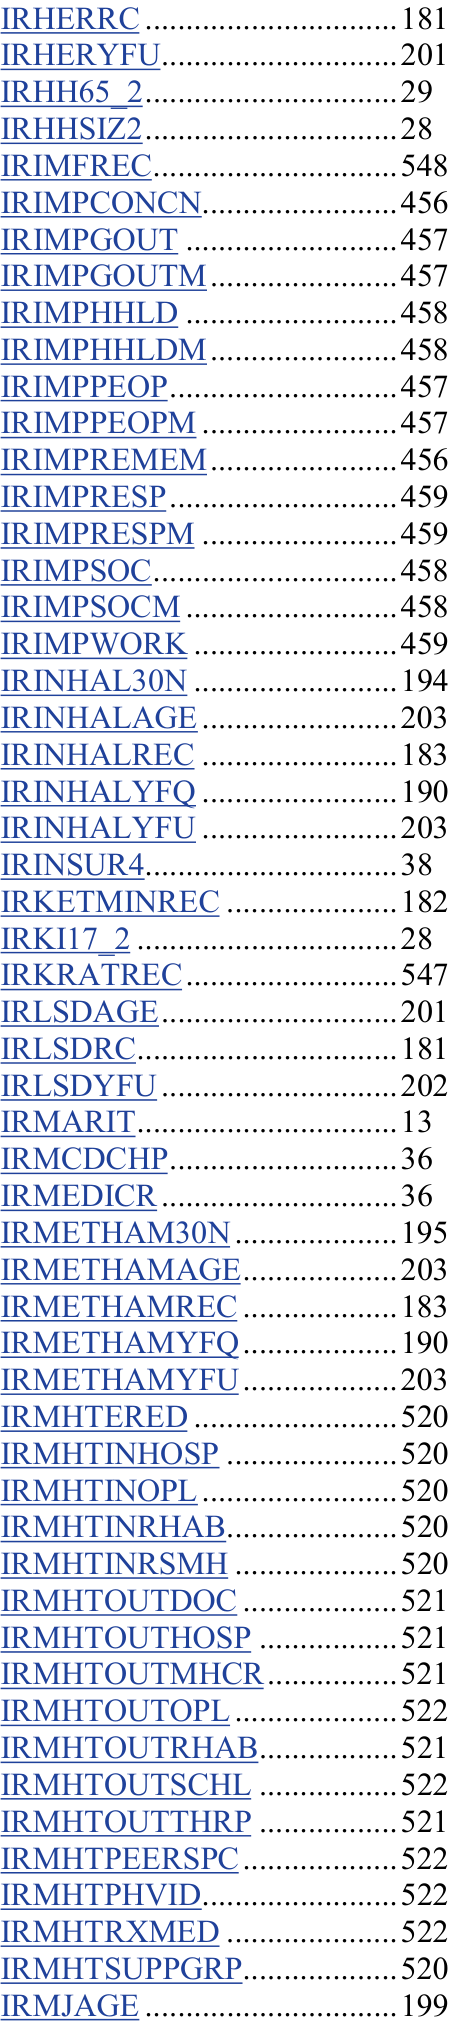 IRHERRC ............................... 181
IRHERYFU............................. 201
IRHH65_2............................... 29
IRHHSIZ2............................... 28
IRIMFREC.............................. 548
IRIMPCONCN........................ 456
IRIMPGOUT .......................... 457
IRIMPGOUTM....................... 457
IRIMPHHLD .......................... 458
IRIMPHHLDM....................... 458
IRIMPPEOP............................ 457
IRIMPPEOPM ........................ 457
IRIMPREMEM....................... 456
IRIMPRESP............................ 459
IRIMPRESPM ........................ 459
IRIMPSOC.............................. 458
IRIMPSOCM .......................... 458
IRIMPWORK ......................... 459
IRINHAL30N ......................... 194
IRINHALAGE ........................ 203
IRINHALREC ........................ 183
IRINHALYFQ ........................ 190
IRINHALYFU ........................ 203
IRINSUR4............................... 38
IRKETMINREC ..................... 182
IRKI17_2 ................................ 28
IRKRATREC.......................... 547
IRLSDAGE............................. 201
IRLSDRC................................ 181
IRLSDYFU ............................. 202
IRMARIT................................ 13
IRMCDCHP............................ 36
IRMEDICR ............................. 36
IRMETHAM30N .................... 195
IRMETHAMAGE................... 203
IRMETHAMREC ................... 183
IRMETHAMYFQ ................... 190
IRMETHAMYFU ................... 203
IRMHTERED ......................... 520
IRMHTINHOSP ..................... 520
IRMHTINOPL ........................ 520
IRMHTINRHAB..................... 520
IRMHTINRSMH .................... 520
IRMHTOUTDOC ................... 521
IRMHTOUTHOSP ................. 521
IRMHTOUTMHCR................ 521
IRMHTOUTOPL .................... 522
IRMHTOUTRHAB................. 521
IRMHTOUTSCHL ................. 522
IRMHTOUTTHRP ................. 521
IRMHTPEERSPC................... 522
IRMHTPHVID........................ 522
IRMHTRXMED ..................... 522
IRMHTSUPPGRP................... 520
IRMJAGE ............................... 199